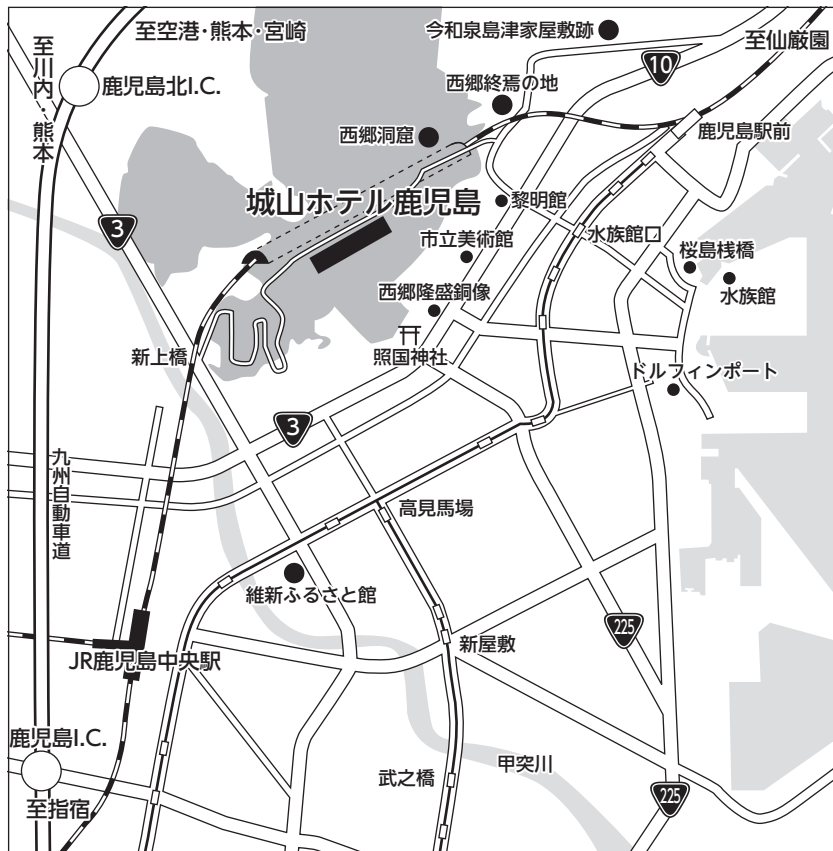 至空港・熊本・宮崎
今和泉島津家屋敷跡
至仙厳園
至川内・熊本
鹿児島北I.C.
10
西郷終焉の地
鹿児島駅前
西郷洞窟
城山ホテル鹿児島
黎明館
3
市立美術館
水族館口
桜島桟橋
水族館
西郷隆盛銅像
照国神社
新上橋
ドルフィンポート
3
九州自動車道
高見馬場
維新ふるさと館
225
新屋敷
JR鹿児島中央駅
鹿児島I.C.
武之橋
甲突川
225
至指宿